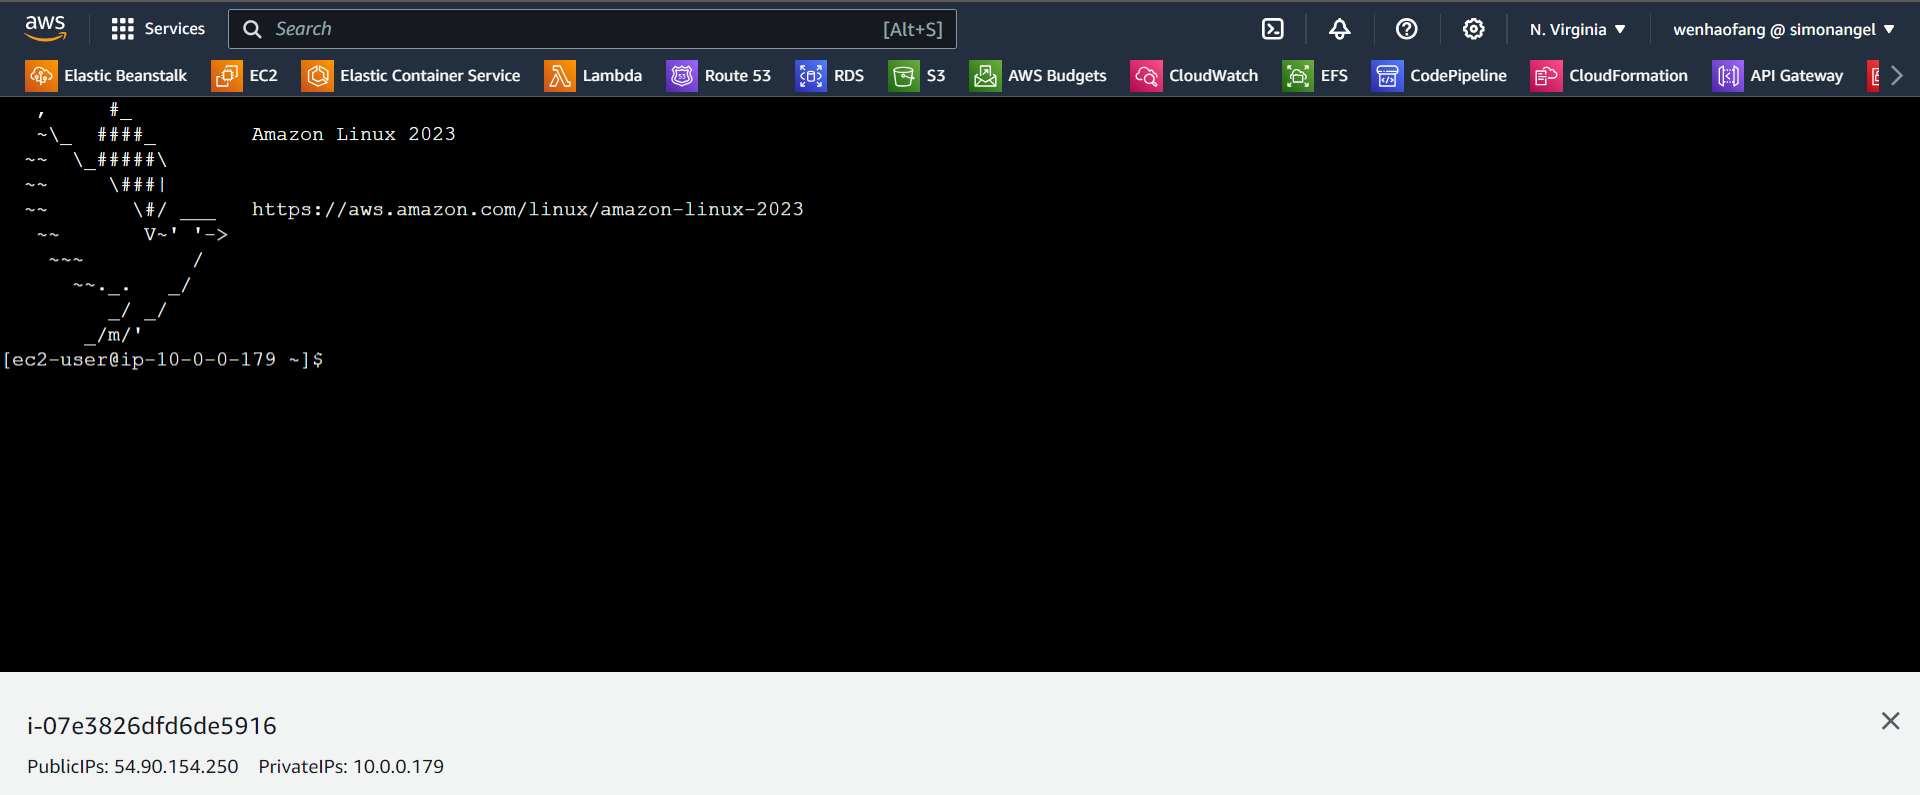 aws Services Search [Alt+S] N. Virginia ▼ wenhaofang @ simonangel ▼
Elastic Beanstalk EC2 Elastic Container Service Lambda Route 53 RDS S3 AWS Budgets CloudWatch EFS CodePipeline CloudFormation API Gateway
   ,     #_
   ~\_  ####_        Amazon Linux 2023
  ~~  \_#####\
  ~~     \###|
  ~~       \#/ ___   https://aws.amazon.com/linux/amazon-linux-2023
   ~~       V~' '->
    ~~~         /
      ~~._.   _/
         _/ _/
       _/m/'
[ec2-user@ip-10-0-0-179 ~]$
i-07e3826dfd6de5916
PublicIPs: 54.90.154.250 PrivateIPs: 10.0.0.179